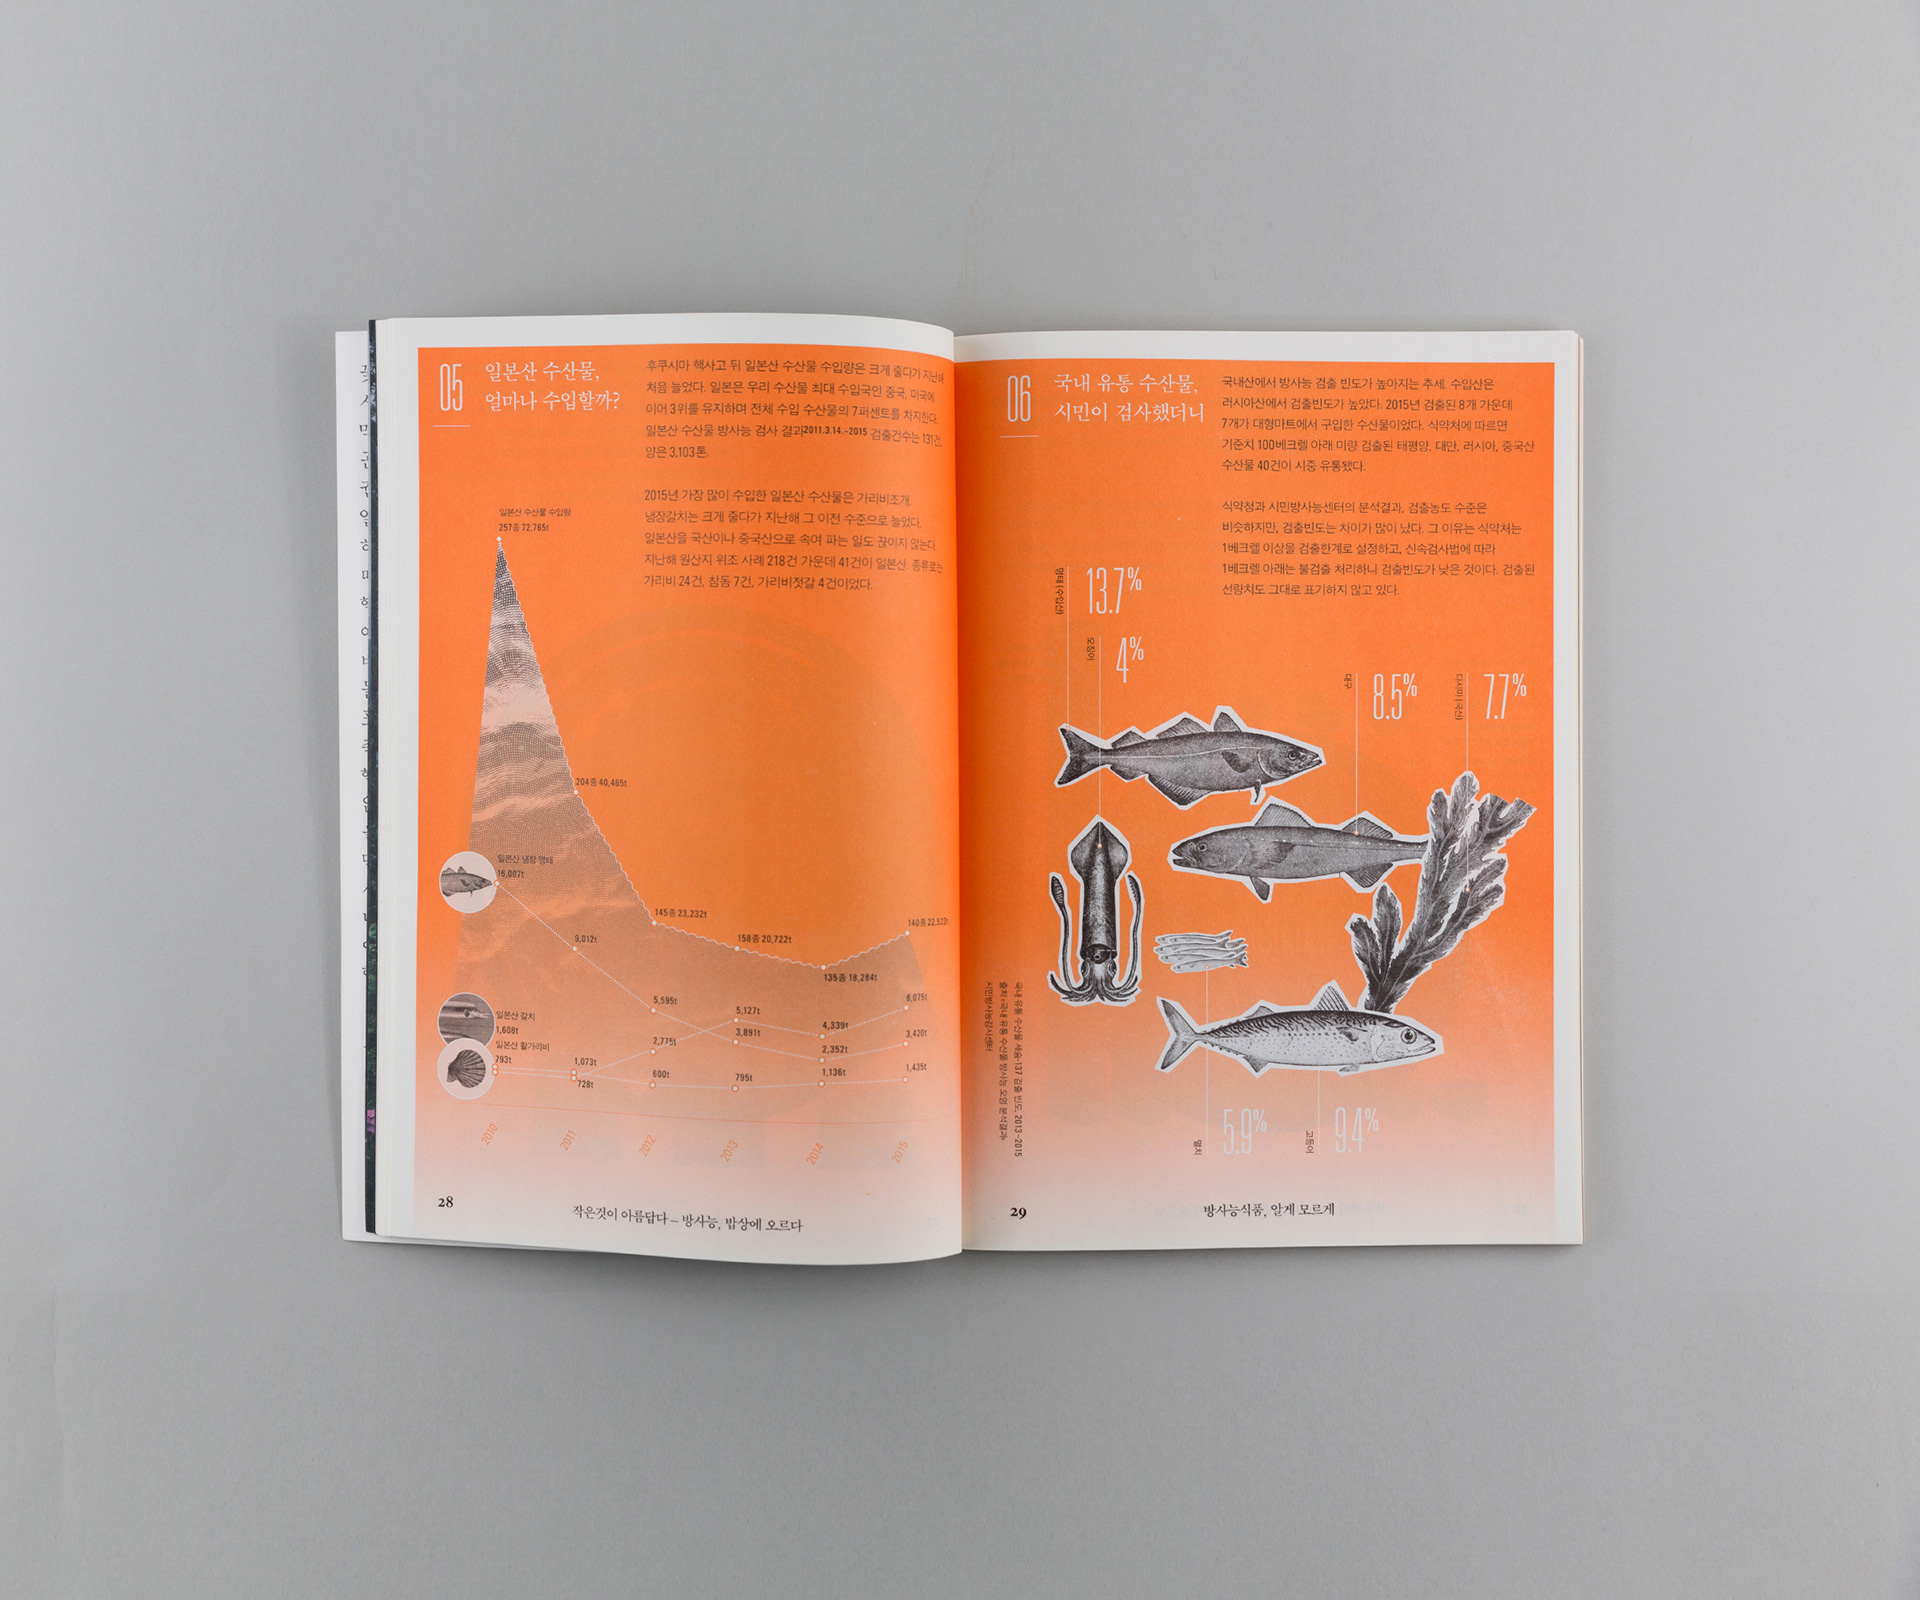 05
일본산 수산물,
얼마나 수입할까?
후쿠시마 핵사고 뒤 일본산 수산물 수입량은 크게 줄다가 지난해
처음 늘었다. 일본은 우리 수산물 최대 수입국인 중국, 미국에
이어 3위를 유지하며 전체 수입 수산물의 7퍼센트를 차지한다.
일본산 수산물 방사능 검사 결과2011.3.14.-2015 검출건수는 131건,
양은 3,103톤.
2015년 가장 많이 수입한 일본산 수산물은 가리비조개.
냉장갈치는 크게 줄다가 지난해 그 이전 수준으로 늘었다.
일본산을 국산이나 중국산으로 속여 파는 일도 끊이지 않는다.
지난해 원산지 위조 사례 218건 가운데 41건이 일본산. 종류로는
가리비 24건, 참돔 7건, 가리비젓갈 4건이었다.
일본산 수산물 수입량
257종 72,765t
204종 40,465t
145종 23,232t
158종 20,722t
135종 18,284t
140종 22,523t
일본산 냉장 명태
16,007t
9,012t
5,595t
3,891t
2,352t
3,420t
일본산 갈치
1,608t
일본산 활가리비
793t
1,073t
728t
2,775t
600t
5,127t
795t
4,339t
1,136t
6,075t
1,435t
2010
2011
2012
2013
2014
2015
28
작은것이 아름답다 – 방사능, 밥상에 오르다
06
국내 유통 수산물,
시민이 검사했더니
국내산에서 방사능 검출 빈도가 높아지는 추세. 수입산은
러시아산에서 검출빈도가 높았다. 2015년 검출된 8개 가운데
7개가 대형마트에서 구입한 수산물이었다. 식약처에 따르면
기준치 100베크렐 아래 미량 검출된 태평양, 대만, 러시아, 중국산
수산물 40건이 시중 유통됐다.
식약청과 시민방사능센터의 분석결과, 검출농도 수준은
비슷하지만, 검출빈도는 차이가 많이 났다. 그 이유는 식약처는
1베크렐 이상을 검출한계로 설정하고, 신속검사법에 따라
1베크렐 아래는 불검출 처리하니 검출빈도가 낮은 것이다. 검출된
선량치도 그대로 표기하지 않고 있다.
명태 (수입산)
13.7%
오징어
4%
대구
8.5%
다시마 (국산)
7.7%
멸치
5.9%
고등어
9.4%
국내 유통 수산물 세슘-137 검출 빈도, 2013~2015
출처 <국내 유통 수산물 방사능 오염 분석결과>
시민방사능감시센터
29
방사능식품, 알게 모르게